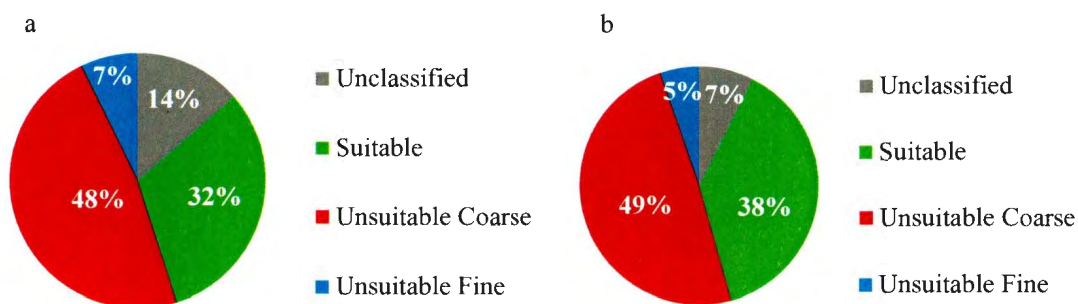 a
7%
14%
48%
32%
Unclassified
Suitable
Unsuitable Coarse
Unsuitable Fine
b
5%
7%
49%
38%
Unclassified
Suitable
Unsuitable Coarse
Unsuitable Fine